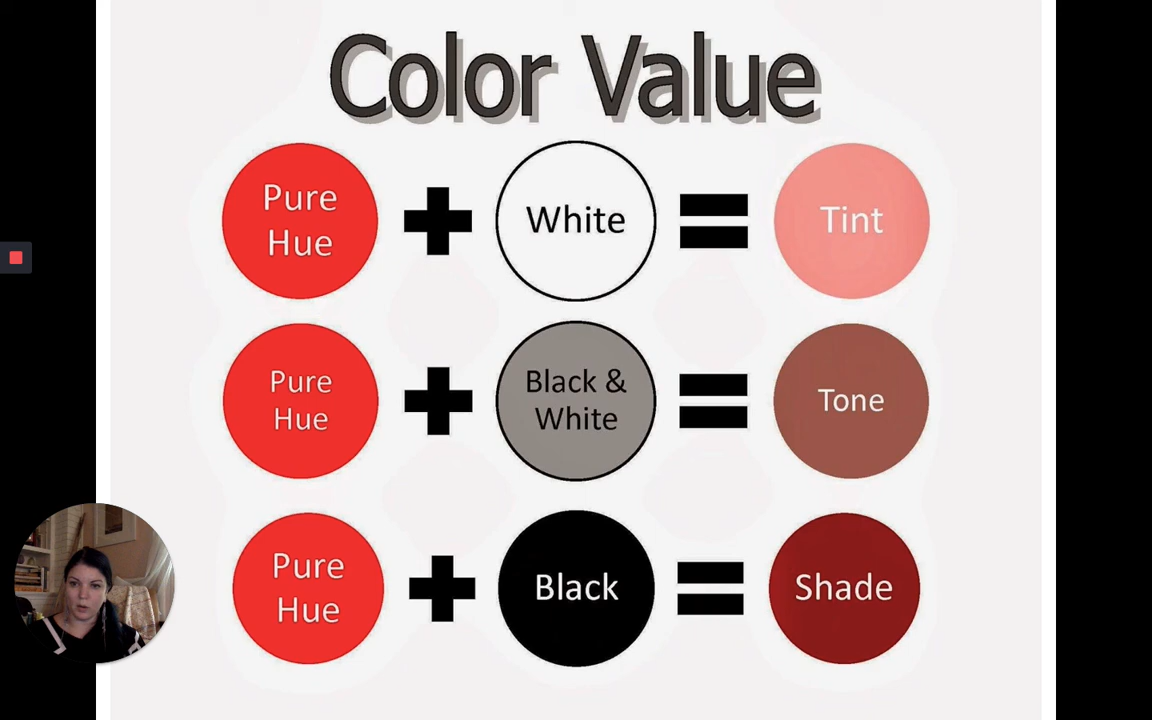 Color Value
Pure
Hue
White
Tint
Pure
Hue
Black &
White
Tone
Pure
Hue
Black
Shade